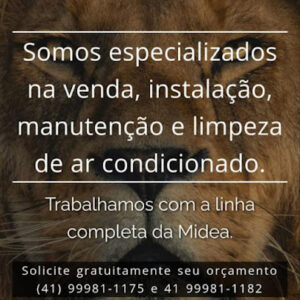 Somos especializados
na venda, instalação,
manutenção e limpeza
de ar condicionado.
Trabalhamos com a linha
completa da Midea.
Solicite gratuitamente seu orçamento
(41) 99981-1175 e 41 99981-1182